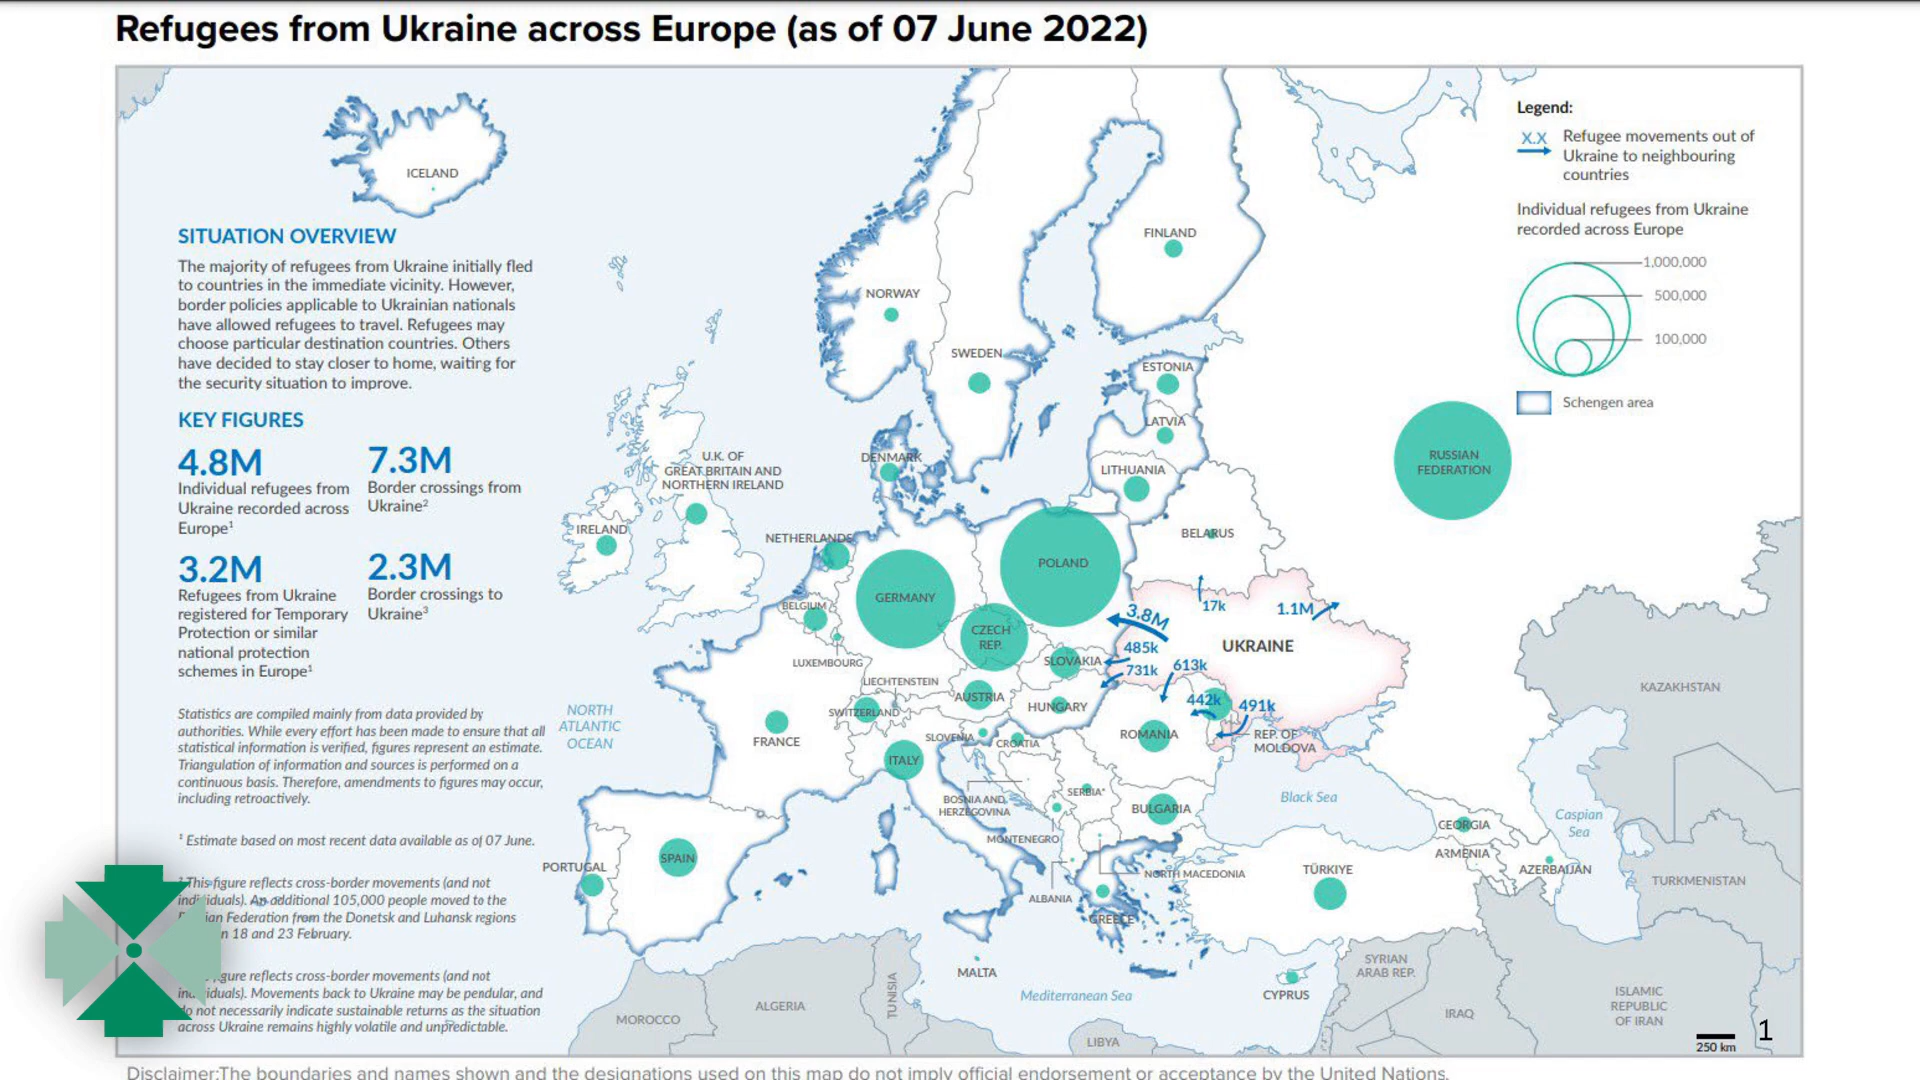 Refugees from Ukraine across Europe (as of 07 June 2022)
ICELAND
SITUATION OVERVIEW
The majority of refugees from Ukraine initially fled
to countries in the immediate vicinity. However,
border policies applicable to Ukrainian nationals
have allowed refugees to travel. Refugees may
choose particular destination countries. Others
have decided to stay closer to home, waiting for
the security situation to improve.
KEY FIGURES
4.8M
Individual refugees from
Ukraine recorded across
Europe¹
7.3M
Border crossings from
Ukraine²
3.2M
Refugees from Ukraine
registered for Temporary
Protection or similar
national protection
schemes in Europe¹
2.3M
Border crossings to
Ukraine³
Statistics are compiled mainly from data provided by
authorities. While every effort has been made to ensure that all
statistical information is verified, figures represent an estimate.
Triangulation of information and sources is performed on a
continuous basis. Therefore, amendments to figures may occur,
including retroactively.
¹ Estimate based on most recent data available as of 07 June.
This figure reflects cross-border movements (and not
individuals). An additional 105,000 people moved to the
Federation from the Donetsk and Luhansk regions
18 and 23 February.
figure reflects cross-border movements (and not
individuals). Movements back to Ukraine may be pendular, and
do not necessarily indicate sustainable returns as the situation
across Ukraine remains highly volatile and unpredictable.
Legend:
X.X
Refugee movements out of
Ukraine to neighbouring
countries
Individual refugees from Ukraine
recorded across Europe
1,000,000
500,000
100,000
Schengen area
FINLAND
NORWAY
SWEDEN
ESTONIA
LATVIA
LITHUANIA
DENMARK
U.K. OF
GREAT BRITAIN AND
NORTHERN IRELAND
IRELAND
NETHERLANDS
BELGIUM
LUXEMBOURG
GERMANY
POLAND
BELARUS
RUSSIAN
FEDERATION
CZECH
REP.
SLOVAKIA
LIECHTENSTEIN
AUSTRIA
SWITZERLAND
HUNGARY
17k
1.1M
3.8M
485k
731k
613k
442k
491k
UKRAINE
NORTH
ATLANTIC
OCEAN
FRANCE
SLOVENIA
CROATIA
ROMANIA
REP. OF
MOLDOVA
ITALY
BOSNIA AND
HERZEGOVINA
SERBIA*
BULGARIA
MONTENEGRO
Black Sea
KAZAKHSTAN
Caspian
Sea
GEORGIA
ARMENIA
AZERBAIJAN
TURKMENISTAN
PORTUGAL
SPAIN
NORTH MACEDONIA
ALBANIA
GREECE
TÜRKIYE
MALTA
Mediterranean Sea
CYPRUS
SYRIAN
ARAB REP.
IRAQ
ISLAMIC
REPUBLIC
OF IRAN
MOROCCO
ALGERIA
TUNISIA
LIBYA
250 km
1
Disclaimer:The boundaries and names shown and the designations used on this map do not imply official endorsement or acceptance by the United Nations.